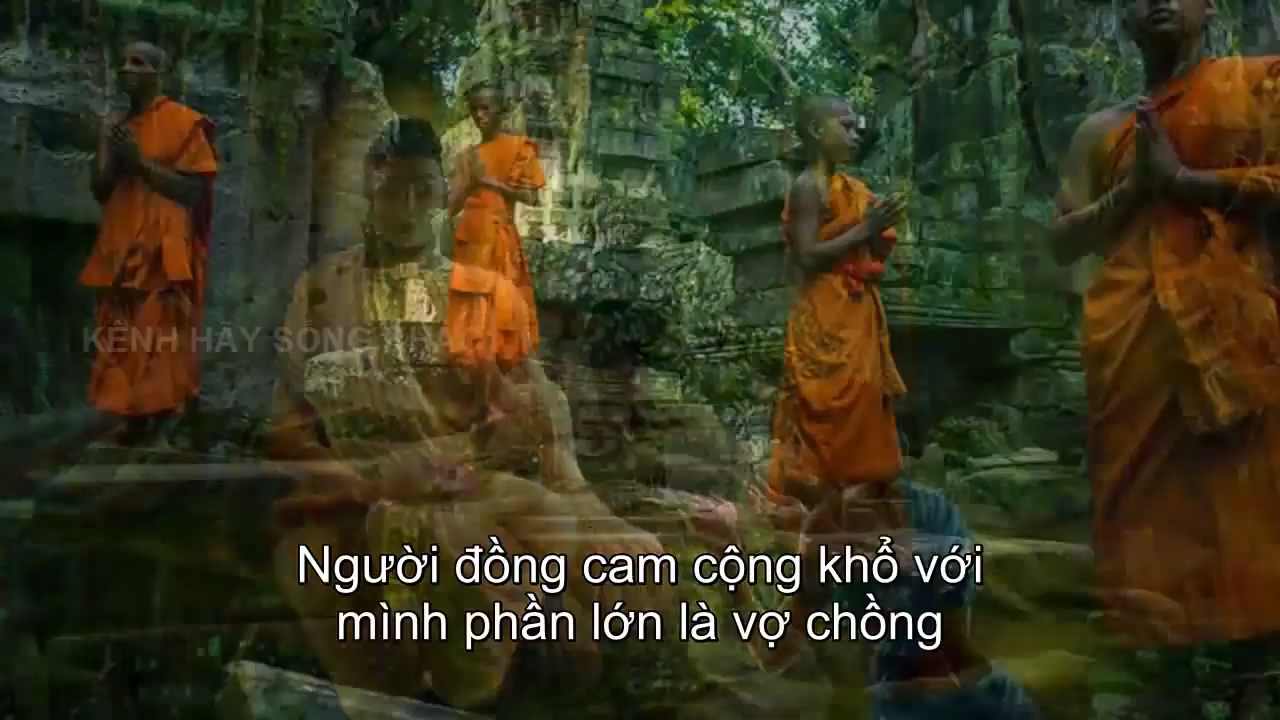 KÊNH HÃY SỐNG
Người đồng cam cộng khổ với
mình phần lớn là vợ chồng